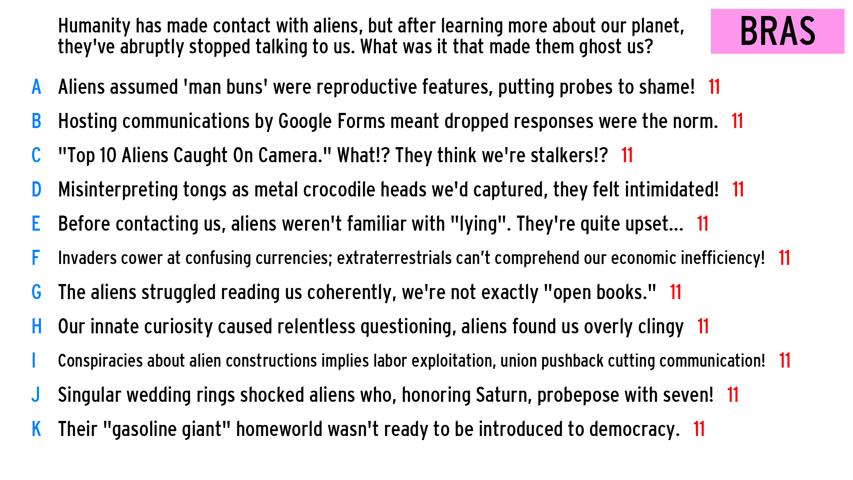 Humanity has made contact with aliens, but after learning more about our planet,
they've abruptly stopped talking to us. What was it that made them ghost us?
BRAS
A Aliens assumed 'man buns' were reproductive features, putting probes to shame! 11
B Hosting communications by Google Forms meant dropped responses were the norm. 11
C "Top 10 Aliens Caught On Camera." What!? They think we're stalkers!? 11
D Misinterpreting tongs as metal crocodile heads we'd captured, they felt intimidated! 11
E Before contacting us, aliens weren't familiar with "lying". They're quite upset... 11
F Invaders cower at confusing currencies; extraterrestrials can't comprehend our economic inefficiency! 11
G The aliens struggled reading us coherently, we're not exactly "open books." 11
H Our innate curiosity caused relentless questioning, aliens found us overly clingy 11
I Conspiracies about alien constructions implies labor exploitation, union pushback cutting communication! 11
J Singular wedding rings shocked aliens who, honoring Saturn, probepose with seven! 11
K Their "gasoline giant" homeworld wasn't ready to be introduced to democracy. 11